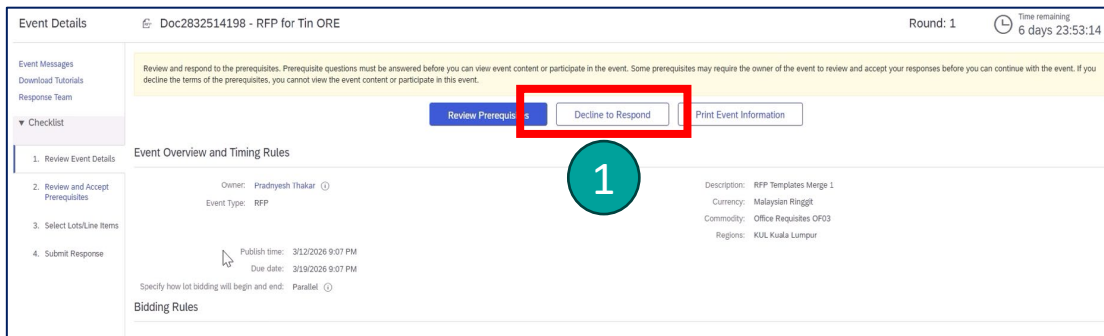 Event Details
Doc2832514198 - RFP for Tin ORE
Round: 1
Time remaining
6 days 23:53:14
Event Messages
Download Tutorials
Response Team
▼ Checklist
1. Review Event Details
2. Review and Accept
Prerequisites
3. Select Lots/Line Items
4. Submit Response
Review and respond to the prerequisites. Prerequisite questions must be answered before you can view event content or participate in the event. Some prerequisites may require the owner of the event to review and accept your responses before you can continue with the event. If you
decline the terms of the prerequisites, you cannot view the event content or participate in this event.
Review Prerequisites
Decline to Respond
Print Event Information
1
Event Overview and Timing Rules
Owner: Pradnyesh Thakar
Event Type: RFP
Publish time: 3/12/2026 9:07 PM
Due date: 3/19/2026 9:07 PM
Specify how lot bidding will begin and end: Parallel
Description: RFP Templates Merge 1
Currency: Malaysian Ringgit
Commodity: Office Requisites OF03
Regions: KUL Kuala Lumpur
Bidding Rules